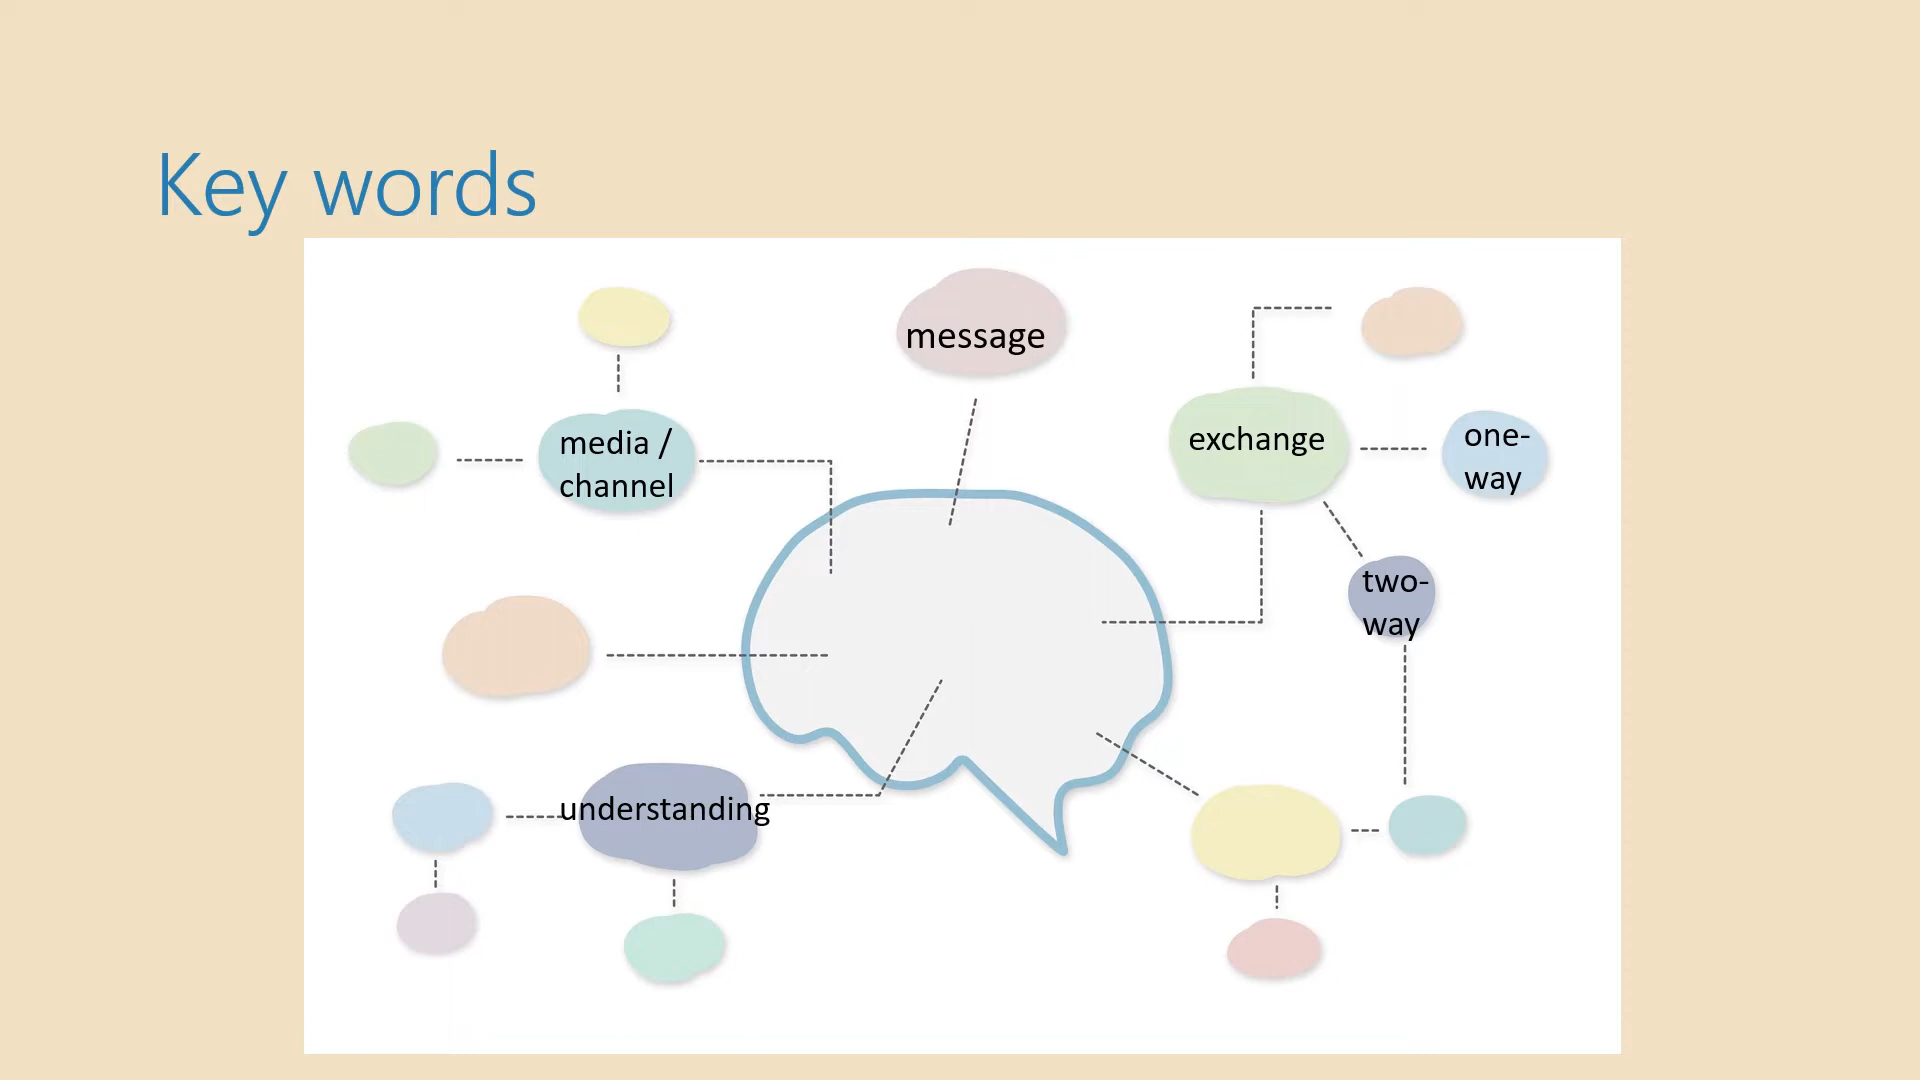 Key words
message
media /
channel
exchange
one-
way
two-
way
understanding